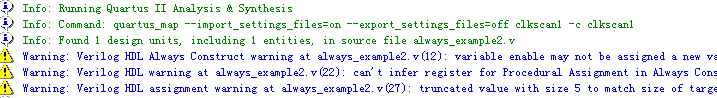 Info: Running Quartus II Analysis & Synthesis
Info: Command: quartus_map --import_settings_files=on --export_settings_files=off clkscan1 -c clkscan1
Info: Found 1 design units, including 1 entities, in source file always_example2.v
Warning: Verilog HDL Always Construct warning at always_example2.v(12): variable enable may not be assigned a new va
Warning: Verilog HDL warning at always_example2.v(22): can't infer register for Procedural Assignment in Always Cons
Warning: Verilog HDL assignment warning at always_example2.v(27): truncated value with size 5 to match size of targe